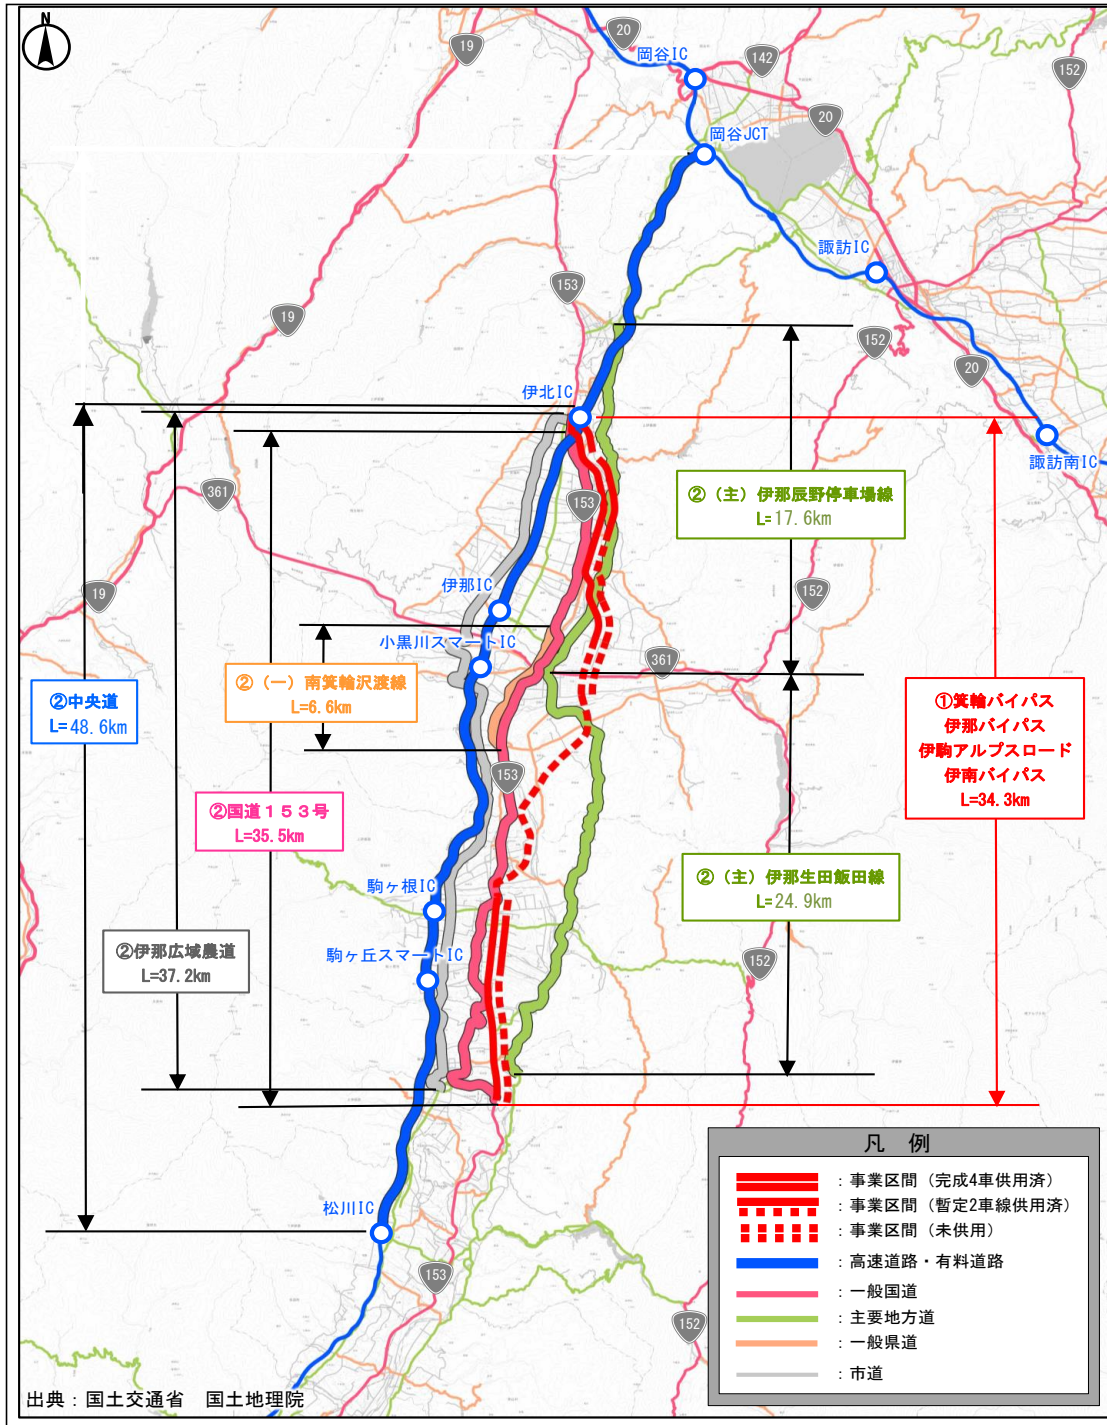 N
19
20
岡谷IC
142
152
20
岡谷JCT
諏訪IC
153
19
152
20
伊北IC
諏訪南IC
②（主）伊那辰野停車場線
L=17.6km
361
153
19
伊那IC
152
小黒川スマートIC
361
②（一）南箕輪沢渡線
L=6.6km
②中央道
L=48.6km
①箕輪バイパス
伊那バイパス
伊駒アルプスロード
伊南バイパス
L=34.3km
153
②国道１５３号
L=35.5km
②（主）伊那生田飯田線
L=24.9km
駒ヶ根IC
②伊那広域農道
L=37.2km
駒ヶ丘スマートIC
152
松川IC
153
152
凡　例
：事業区間（完成4車供用済）
：事業区間（暫定2車線供用済）
：事業区間（未供用）
：高速道路・有料道路
：一般国道
：主要地方道
：一般県道
：市道
出典：国土交通省　国土地理院